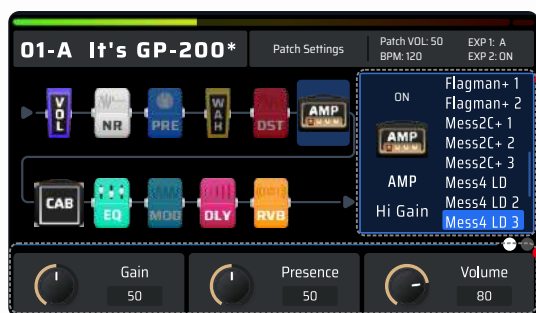 01-A It's GP-200*
Patch Settings
Patch VOL: 50 EXP 1: A
BPM: 120 EXP 2: ON
VOL
NR
PRE
WAH
DST
AMP
CAB
EQ
MOD
DLY
RVB
ON
AMP
AMP
Hi Gain
Flagman+ 1
Flagman+ 2
Mess2C+ 1
Mess2C+ 2
Mess2C+ 3
Mess4 LD
Mess4 LD 2
Mess4 LD 3
Gain
50
Presence
50
Volume
80